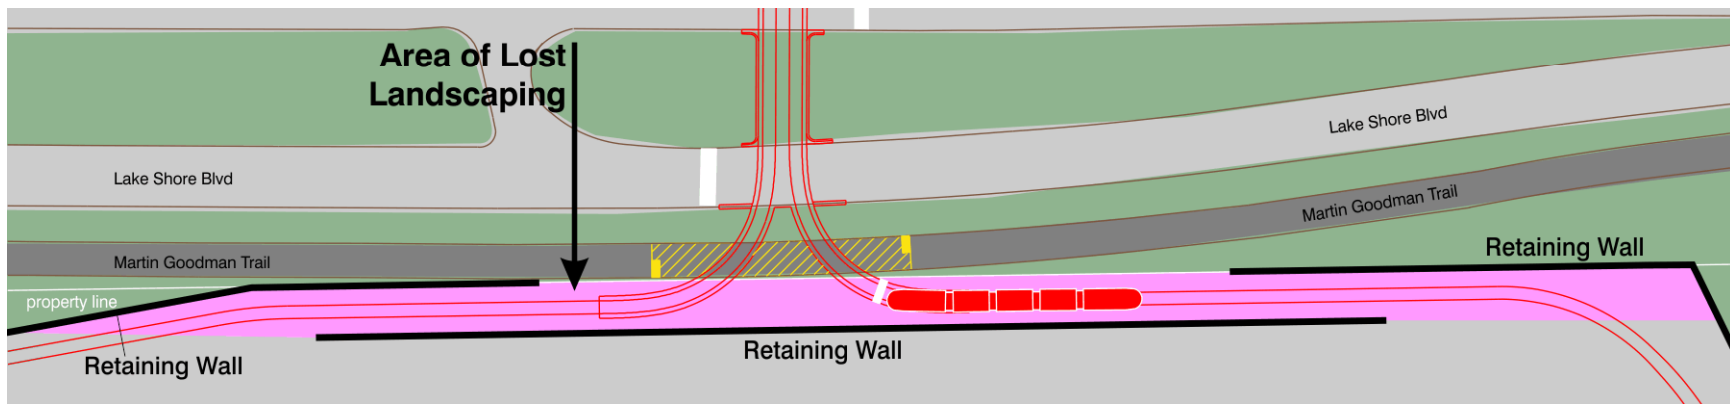 Area of Lost
Landscaping
Lake Shore Blvd
Lake Shore Blvd
Martin Goodman Trail
Martin Goodman Trail
Retaining Wall
property line
Retaining Wall
Retaining Wall